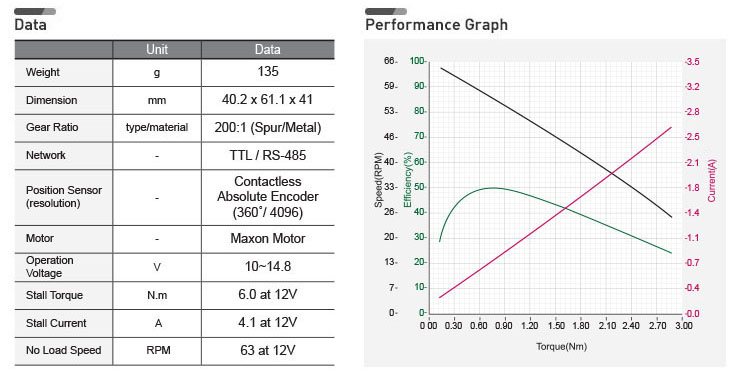 Data
Unit Data
Weight g 135
Dimension mm 40.2 x 61.1 x 41
Gear Ratio type/material 200:1 (Spur/Metal)
Network - TTL / RS-485
Position Sensor (resolution) - Contactless
Absolute Encoder
(360˚/ 4096)
Motor - Maxon Motor
Operation
Voltage V 10~14.8
Stall Torque N.m 6.0 at 12V
Stall Current A 4.1 at 12V
No Load Speed RPM 63 at 12V
Performance Graph
66- 100- -3.5
59- 90- -3.2
53- 80- -2.8
46- 70- -2.5
40- 60- -2.1
33- 50- -1.8
26- 40- -1.4
20- 30- -1.1
13- 20- -0.7
7- 10- -0.4
0- 0- -0.0
Speed(RPM)
Efficiency(%)
Current(A)
0 00 0.30 0.60 0.90 1.20 1.50 1.80 2.10 2.40 2.70 3.00
Torque(Nm)